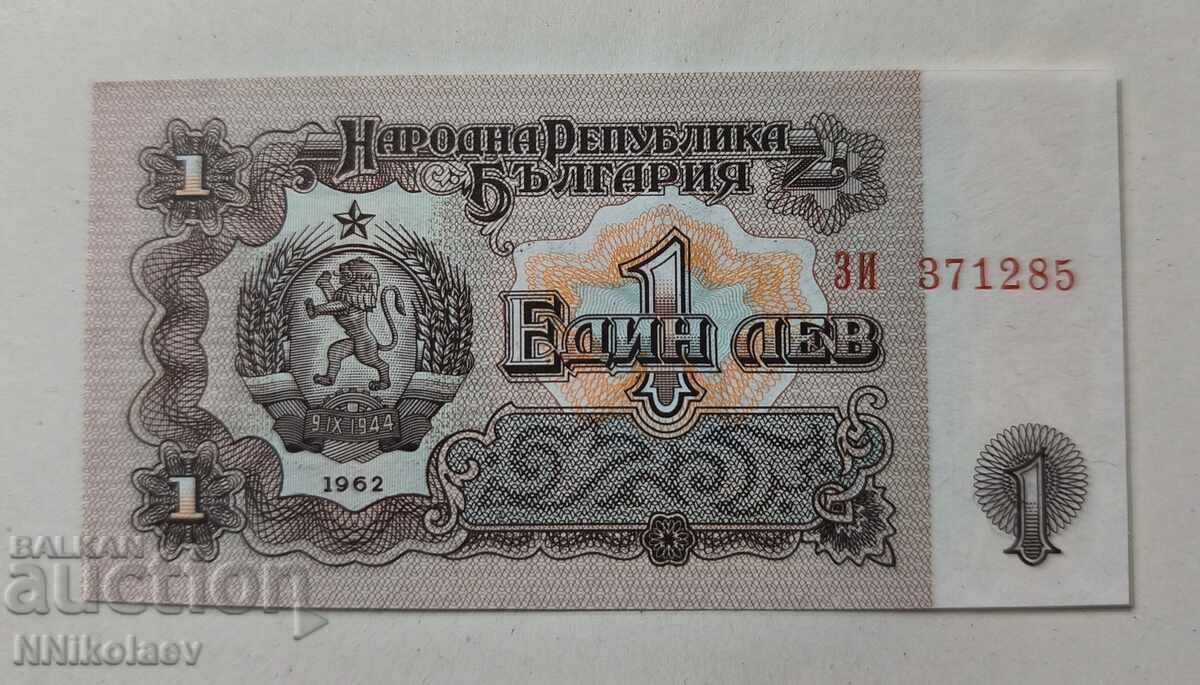 НАРОДНА РЕПУБЛИКА
БЪЛГАРИЯ
1
1
ЗИ 371285
ЕДИН ЛЕВ
9.IX.1944
1962
1
1
BALKAN
auction
NNikolaev